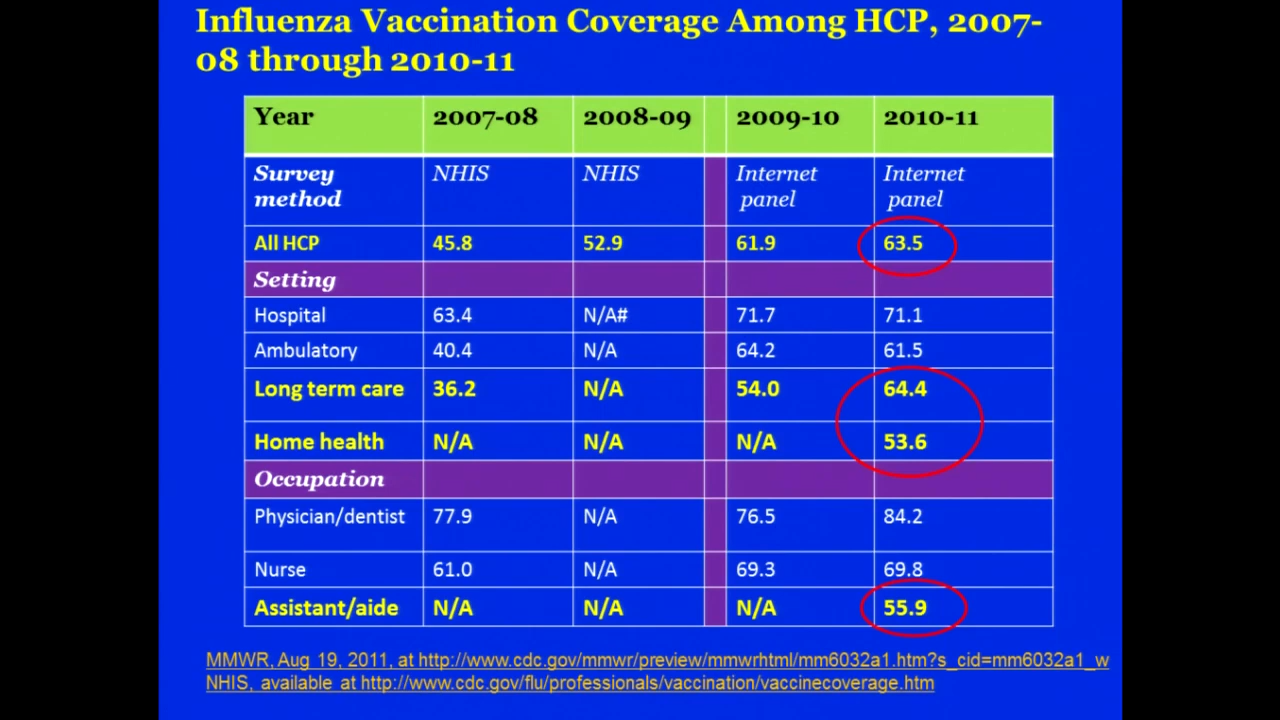 Influenza Vaccination Coverage Among HCP, 2007-
08 through 2010-11
Year 2007-08 2008-09 2009-10 2010-11
Survey method NHIS NHIS Internet panel Internet panel
All HCP 45.8 52.9 61.9 63.5
Setting
Hospital 63.4 N/A# 71.7 71.1
Ambulatory 40.4 N/A 64.2 61.5
Long term care 36.2 N/A 54.0 64.4
Home health N/A N/A N/A 53.6
Occupation
Physician/dentist 77.9 N/A 76.5 84.2
Nurse 61.0 N/A 69.3 69.8
Assistant/aide N/A N/A N/A 55.9
MMWR, Aug 19, 2011, at http://www.cdc.gov/mmwr/preview/mmwrhtml/mm6032a1.htm?s_cid=mm6032a1_w
NHIS, available at http://www.cdc.gov/flu/professionals/vaccination/vaccinecoverage.htm